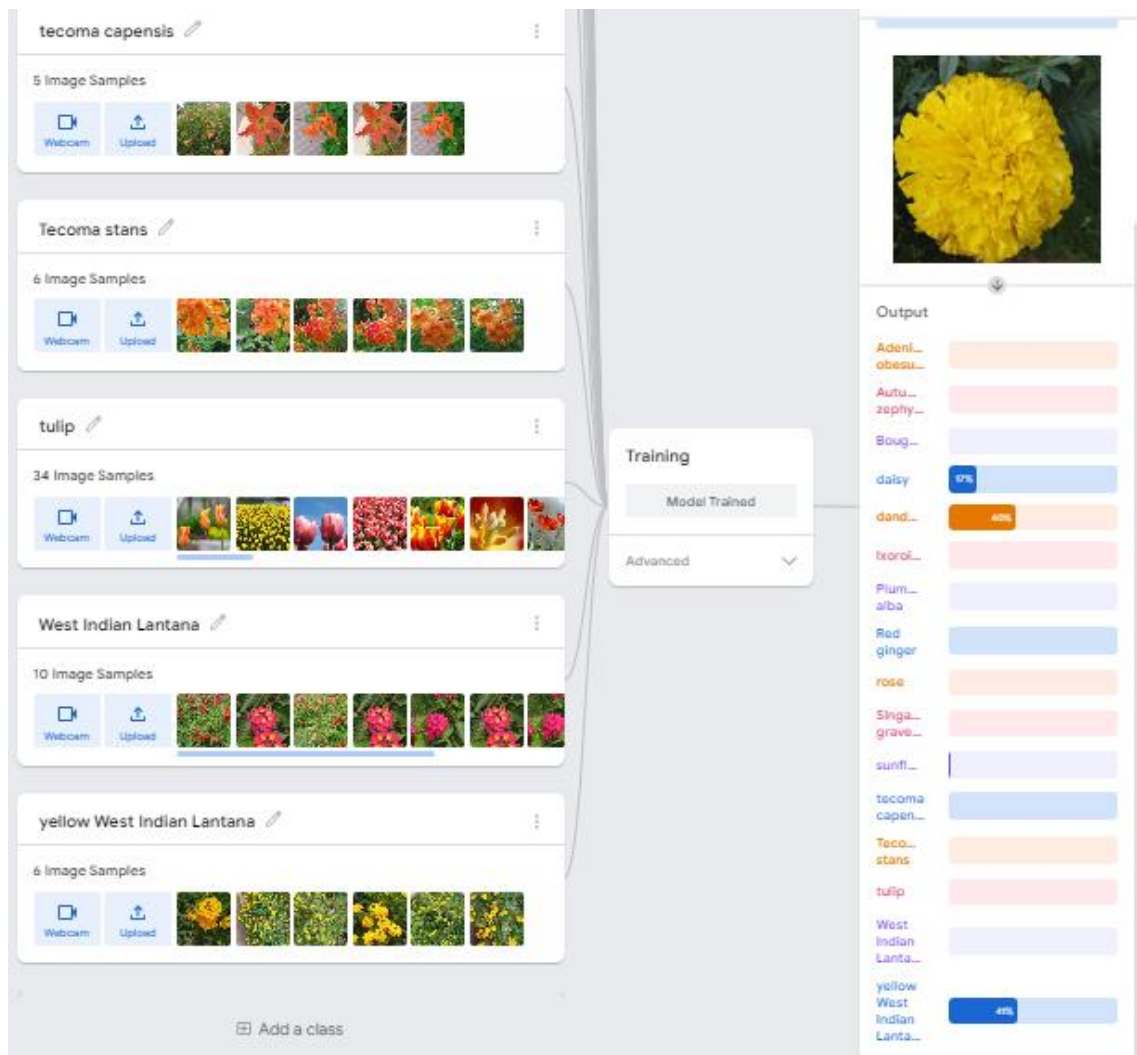 tecoma capensis
5 Image Samples
Webcam
Upload
Tecoma stans
6 Image Samples
Webcam
Upload
tulip
34 Image Samples
Webcam
Upload
West Indian Lantana
10 Image Samples
Webcam
Upload
yellow West Indian Lantana
6 Image Samples
Webcam
Upload
Add a class
Training
Model Trained
Advanced
Output
Adeni...
obesu...
Autu...
zephy...
Boug...
daisy
17%
dand...
40%
Ixoroi...
Plum...
alba
Red
ginger
rose
Singa...
grave...
sunfl...
tecoma
capen...
Teco...
stans
tulip
West
Indian
Lanta...
yellow
West
Indian
Lanta...
41%